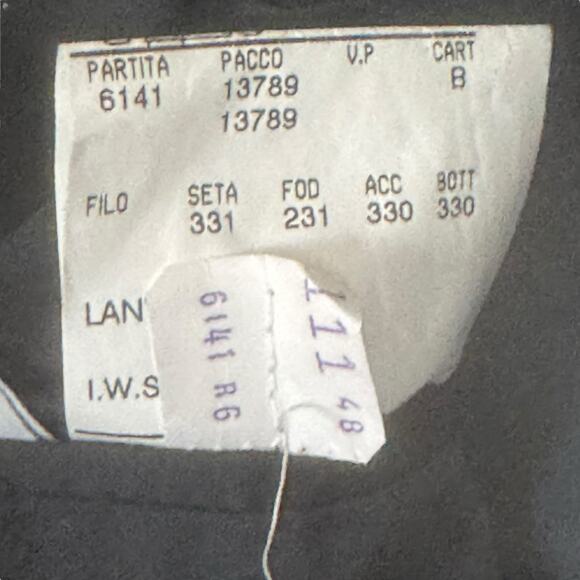 PARTITA PACCO V.P CART
6141 13789 B
13789
FILO SETA FOD ACC BOTT
331 231 330 330
LAN
I.W.S
6141 R6
111 48